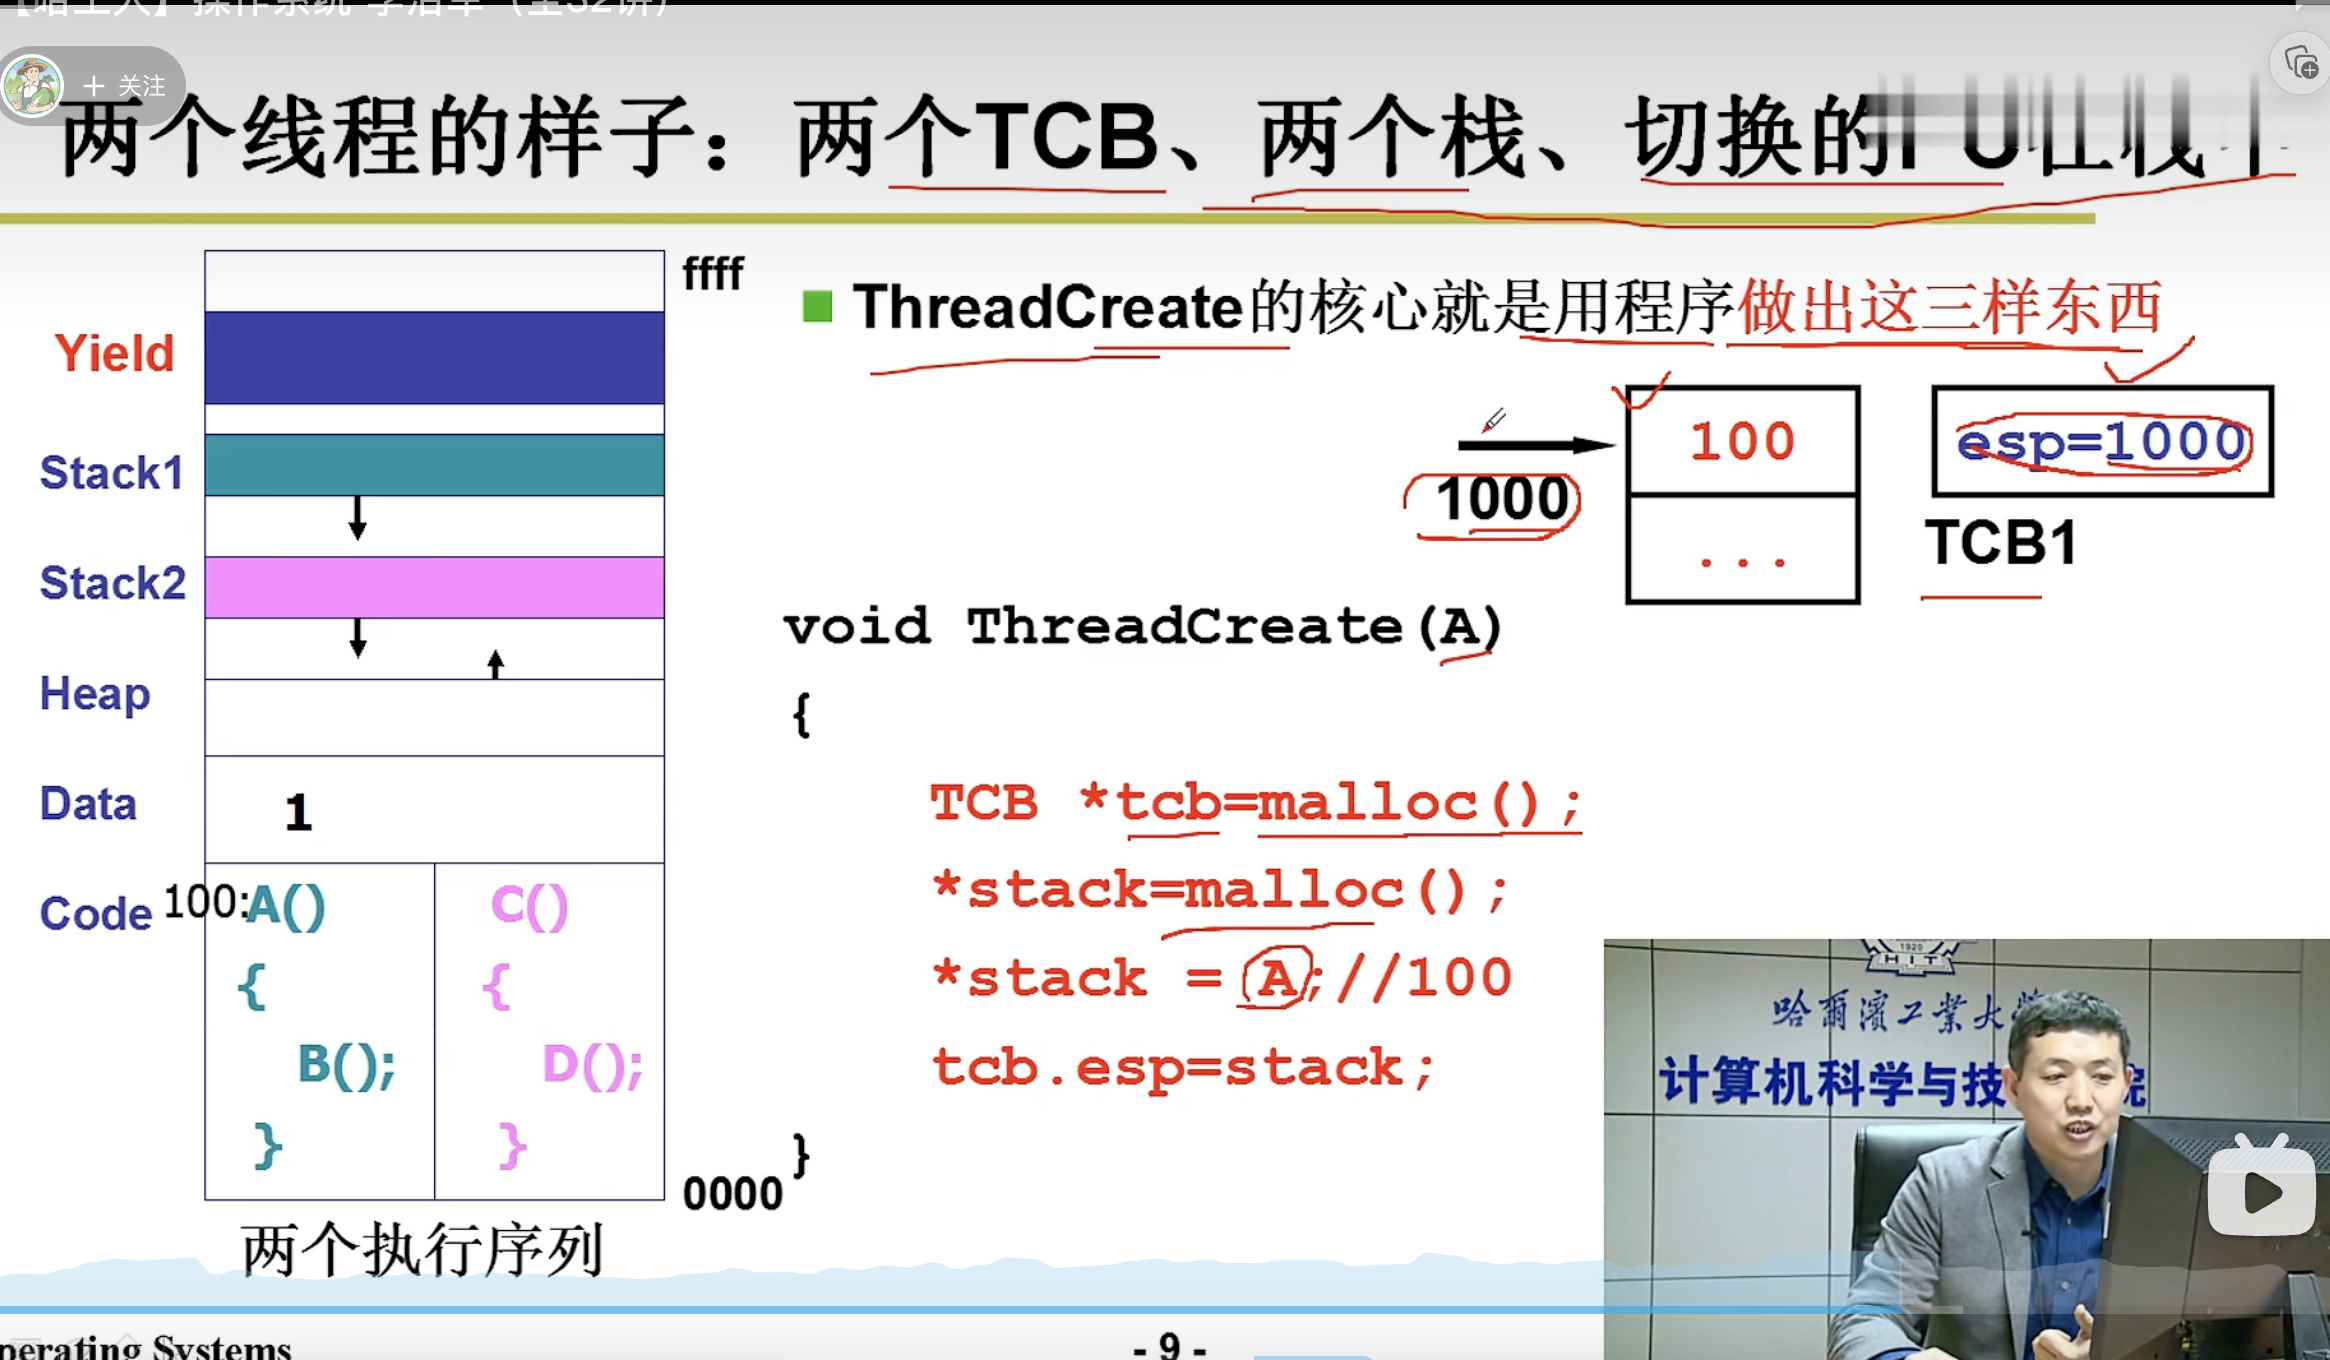 + 关注
两个线程的样子：两个TCB、两个栈、切换的
ffff
Yield
Stack1
Stack2
Heap
Data
1
Code
100:A()
{
B();
}
C()
{
D();
}
0000
两个执行序列
ThreadCreate的核心就是用程序做出这三样东西
1000
100
...
esp=1000
TCB1
void ThreadCreate(A)
{
TCB *tcb=malloc();
*stack=malloc();
*stack = A;//100
tcb.esp=stack;
}
1920
HIT
哈爾濱工業大
计算机科学与技 院
perating Systems
- 9 -